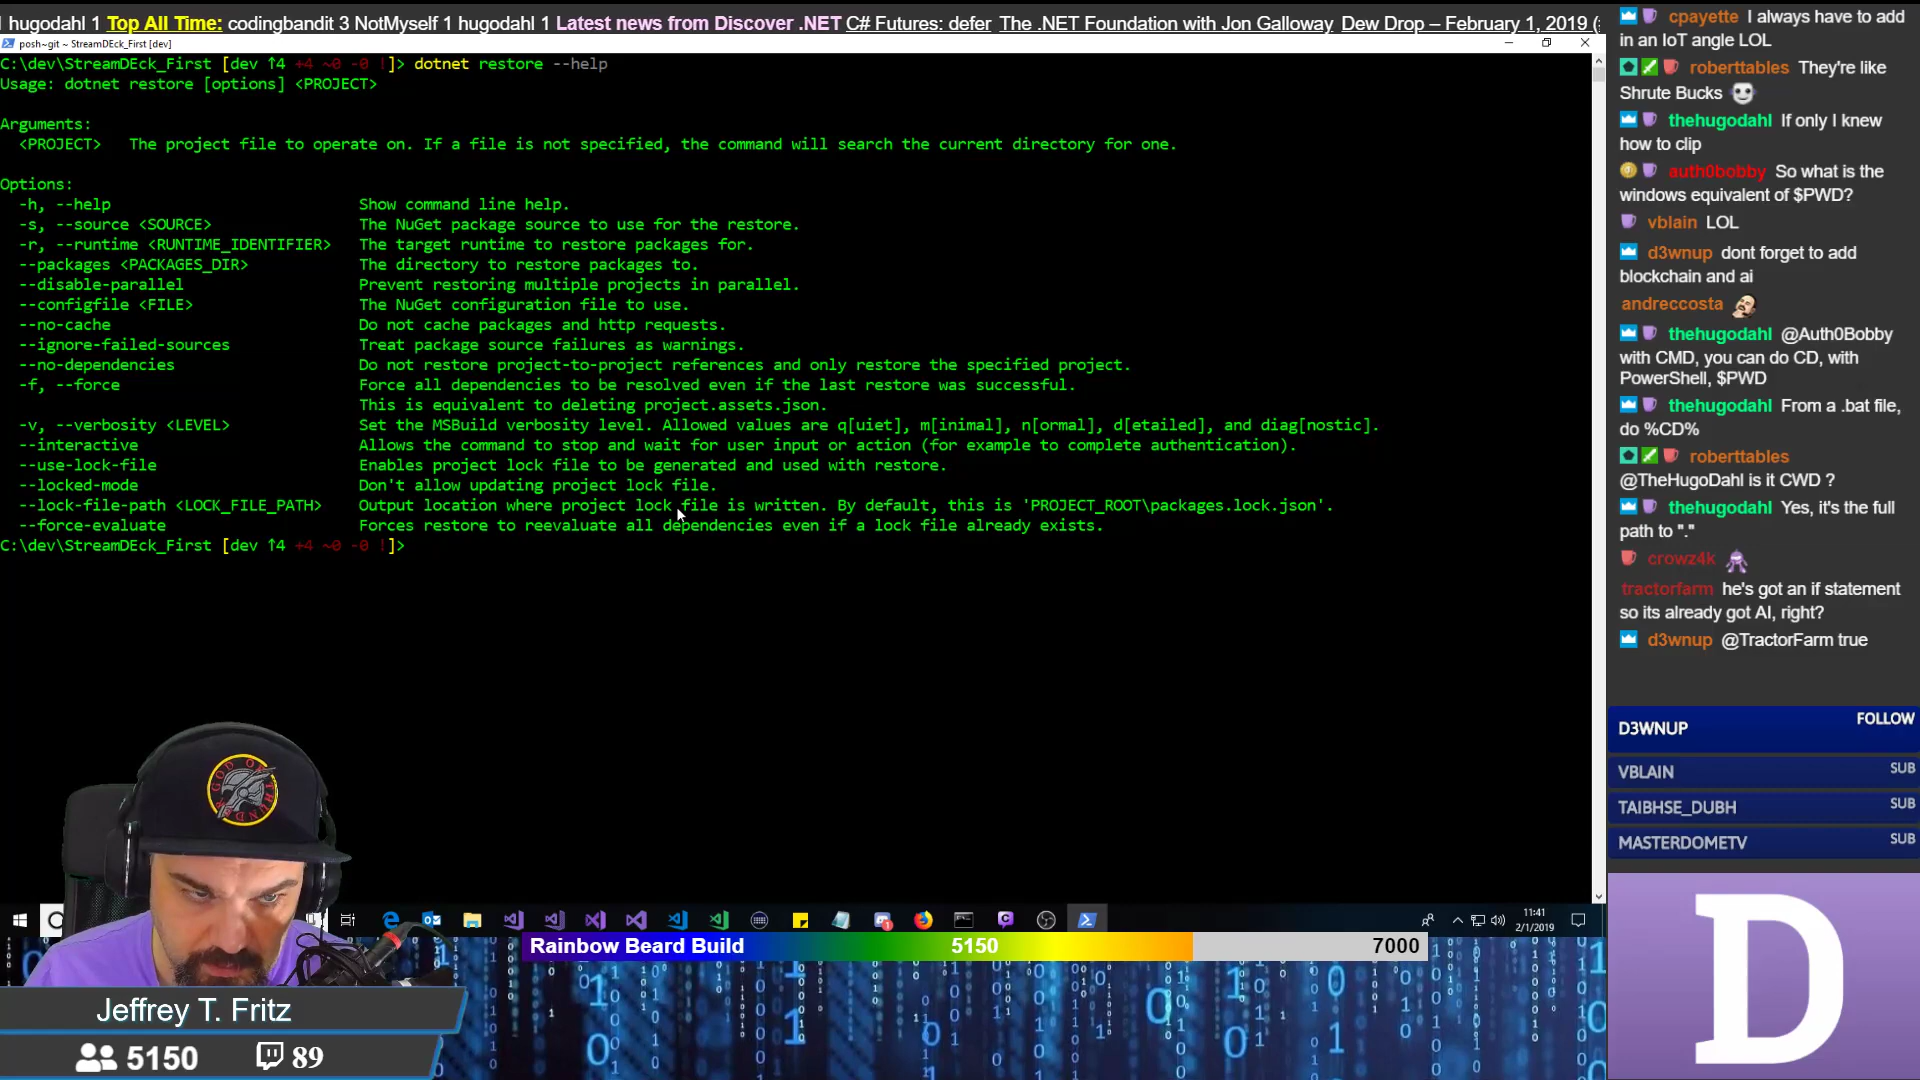 l hugodahl 1 Top All Time: codingbandit 3 NotMyself 1 hugodahl 1 Latest news from Discover .NET C# Futures: defer The .NET Foundation with Jon Galloway Dew Drop – February 1, 2019 (
posh~git ~ StreamDEck_First [dev]
C:\dev\StreamDEck_First [dev ↑4 +4 ~0 -0 !]> dotnet restore --help
Usage: dotnet restore [options] <PROJECT>
Arguments:
<PROJECT> The project file to operate on. If a file is not specified, the command will search the current directory for one.
Options:
-h, --help Show command line help.
-s, --source <SOURCE> The NuGet package source to use for the restore.
-r, --runtime <RUNTIME_IDENTIFIER> The target runtime to restore packages for.
--packages <PACKAGES_DIR> The directory to restore packages to.
--disable-parallel Prevent restoring multiple projects in parallel.
--configfile <FILE> The NuGet configuration file to use.
--no-cache Do not cache packages and http requests.
--ignore-failed-sources Treat package source failures as warnings.
--no-dependencies Do not restore project-to-project references and only restore the specified project.
-f, --force Force all dependencies to be resolved even if the last restore was successful.
This is equivalent to deleting project.assets.json.
-v, --verbosity <LEVEL> Set the MSBuild verbosity level. Allowed values are q[uiet], m[inimal], n[ormal], d[etailed], and diag[nostic].
--interactive Allows the command to stop and wait for user input or action (for example to complete authentication).
--use-lock-file Enables project lock file to be generated and used with restore.
--locked-mode Don't allow updating project lock file.
--lock-file-path <LOCK_FILE_PATH> Output location where project lock file is written. By default, this is 'PROJECT_ROOT\packages.lock.json'.
--force-evaluate Forces restore to reevaluate all dependencies even if a lock file already exists.
C:\dev\StreamDEck_First [dev ↑4 +4 ~0 -0 !]>
cpayette I always have to add
in an IoT angle LOL
roberttables They're like
Shrute Bucks
thehugodahl If only I knew
how to clip
auth0bobby So what is the
windows equivalent of $PWD?
vblain LOL
d3wnup dont forget to add
blockchain and ai
andreccosta
thehugodahl @Auth0Bobby
with CMD, you can do CD, with
PowerShell, $PWD
thehugodahl From a .bat file,
do %CD%
roberttables
@TheHugoDahl is it CWD ?
thehugodahl Yes, it's the full
path to "."
crowz4k
tractorfarm he's got an if statement
so its already got AI, right?
d3wnup @TractorFarm true
D3WNUP FOLLOW
VBLAIN SUB
TAIBHSE_DUBH SUB
MASTERDOMETV SUB
D
GOD OF THUNDER
11:41
2/1/2019
Rainbow Beard Build 5150 7000
Jeffrey T. Fritz
5150 89